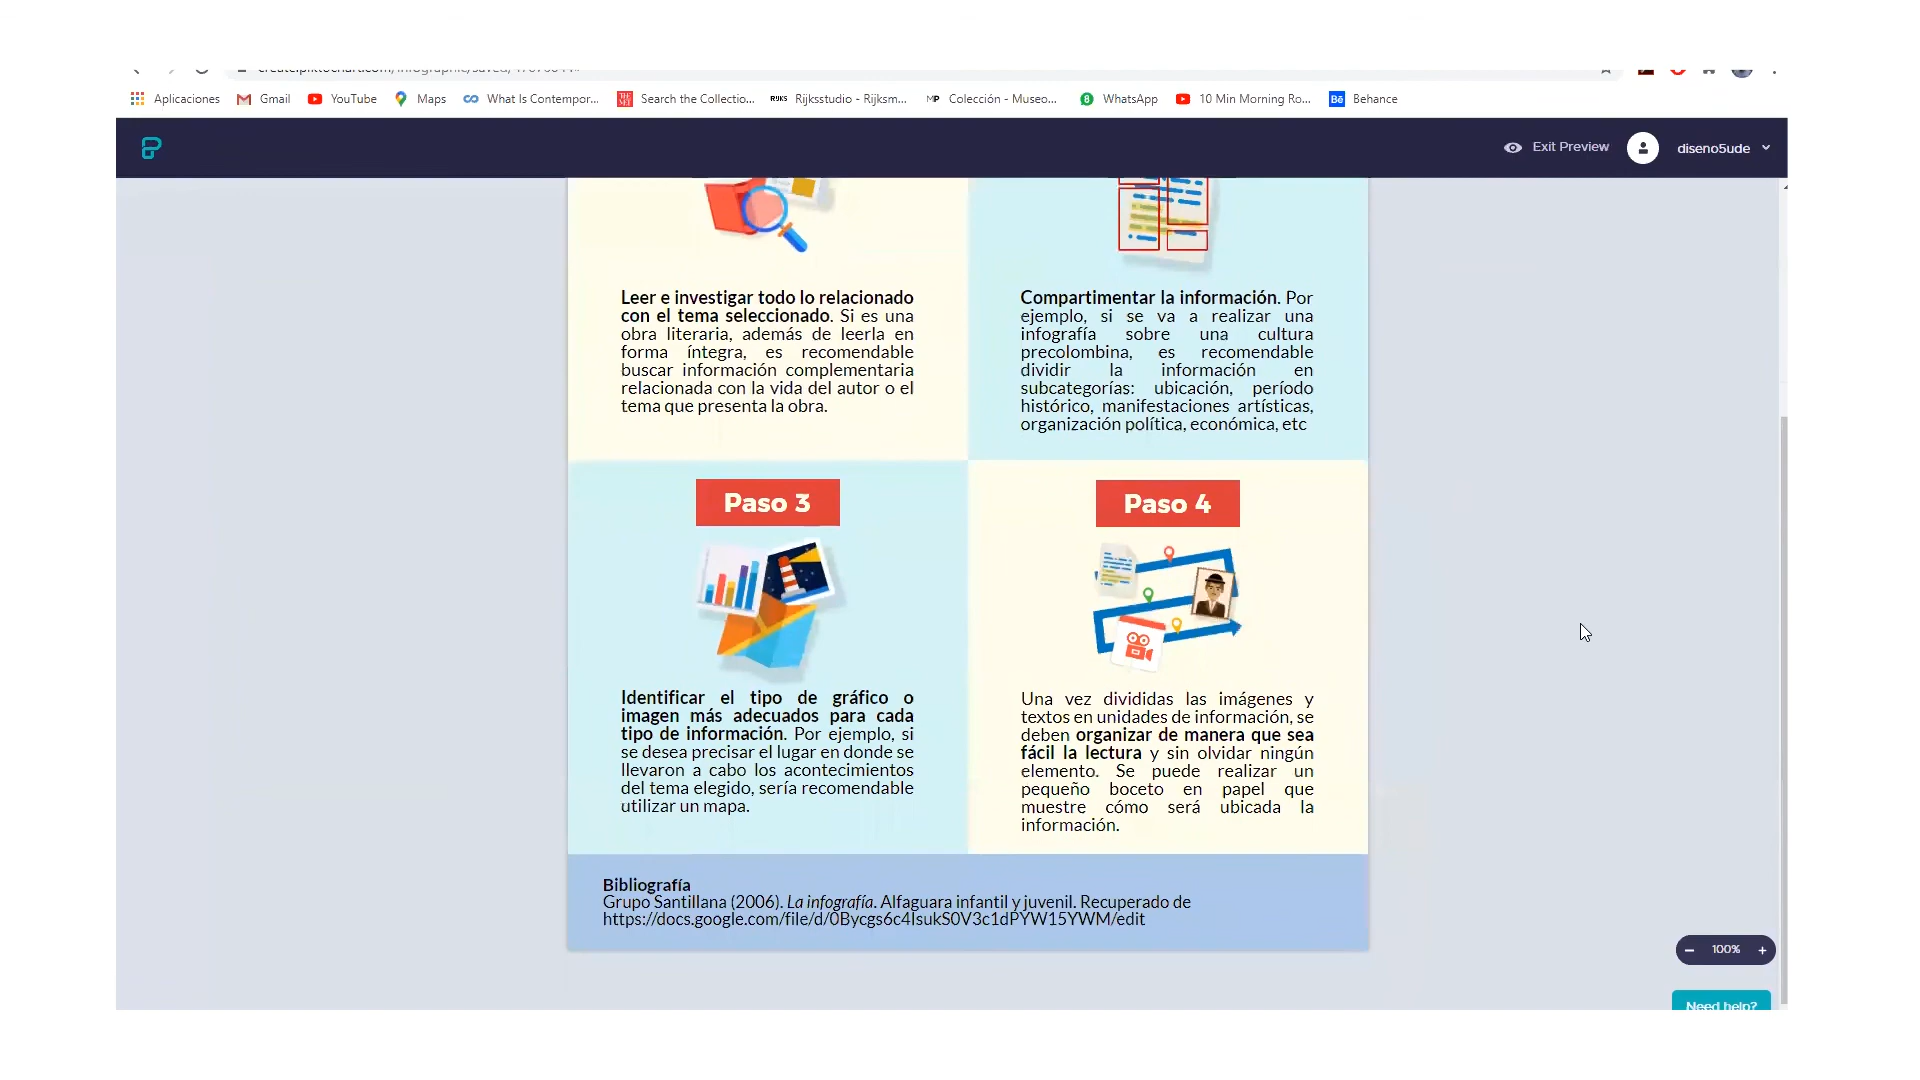 Aplicaciones Gmail YouTube Maps What Is Contempor... Search the Collectio... RIJKS Rijksstudio - Rijksm... MP Colección - Museo... WhatsApp 10 Min Morning Ro... Bē Behance
Exit Preview diseno5ude
Leer e investigar todo lo relacionado
con el tema seleccionado. Si es una
obra literaria, además de leerla en
forma íntegra, es recomendable
buscar información complementaria
relacionada con la vida del autor o el
tema que presenta la obra.
Compartimentar la información. Por
ejemplo, si se va a realizar una
infografía sobre una cultura
precolombina, es recomendable
dividir la información en
subcategorías: ubicación, período
histórico, manifestaciones artísticas,
organización política, económica, etc
Paso 3
Identificar el tipo de gráfico o
imagen más adecuados para cada
tipo de información. Por ejemplo, si
se desea precisar el lugar en donde se
llevaron a cabo los acontecimientos
del tema elegido, sería recomendable
utilizar un mapa.
Paso 4
Una vez divididas las imágenes y
textos en unidades de información, se
deben organizar de manera que sea
fácil la lectura y sin olvidar ningún
elemento. Se puede realizar un
pequeño boceto en papel que
muestre cómo será ubicada la
información.
Bibliografía
Grupo Santillana (2006). La infografía. Alfaguara infantil y juvenil. Recuperado de
https://docs.google.com/file/d/0Bycgs6c4IsukS0V3c1dPYW15YWM/edit
100%
Need help?